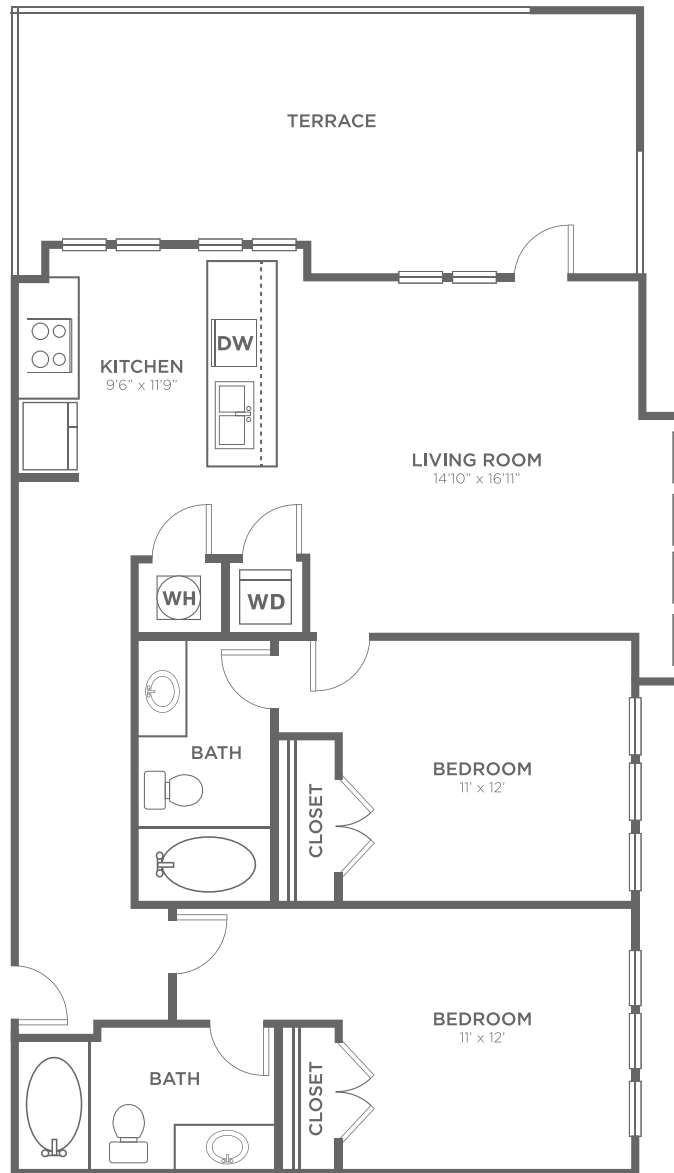 TERRACE
DW
KITCHEN
9'6" x 11'9"
LIVING ROOM
14'10" x 16'11"
WH
WD
BATH
BEDROOM
11' x 12'
CLOSET
BEDROOM
11' x 12'
BATH
CLOSET